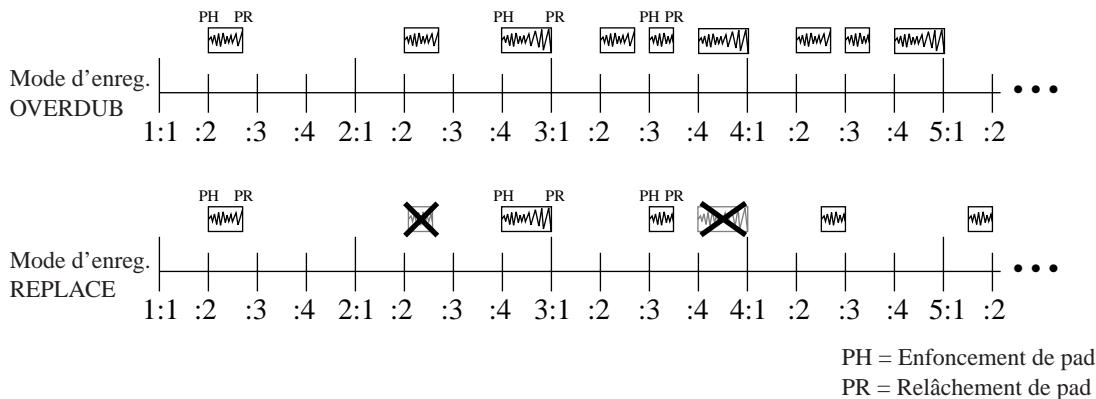 PH PR PH PR PH PR
Mode d'enreg.
OVERDUB
1:1 :2 :3 :4 2:1 :2 :3 :4 3:1 :2 :3 :4 4:1 :2 :3 :4 5:1 :2
PH PR PH PR PH PR
Mode d'enreg.
REPLACE
1:1 :2 :3 :4 2:1 :2 :3 :4 3:1 :2 :3 :4 4:1 :2 :3 :4 5:1 :2
PH = Enfoncement de pad
PR = Relâchement de pad